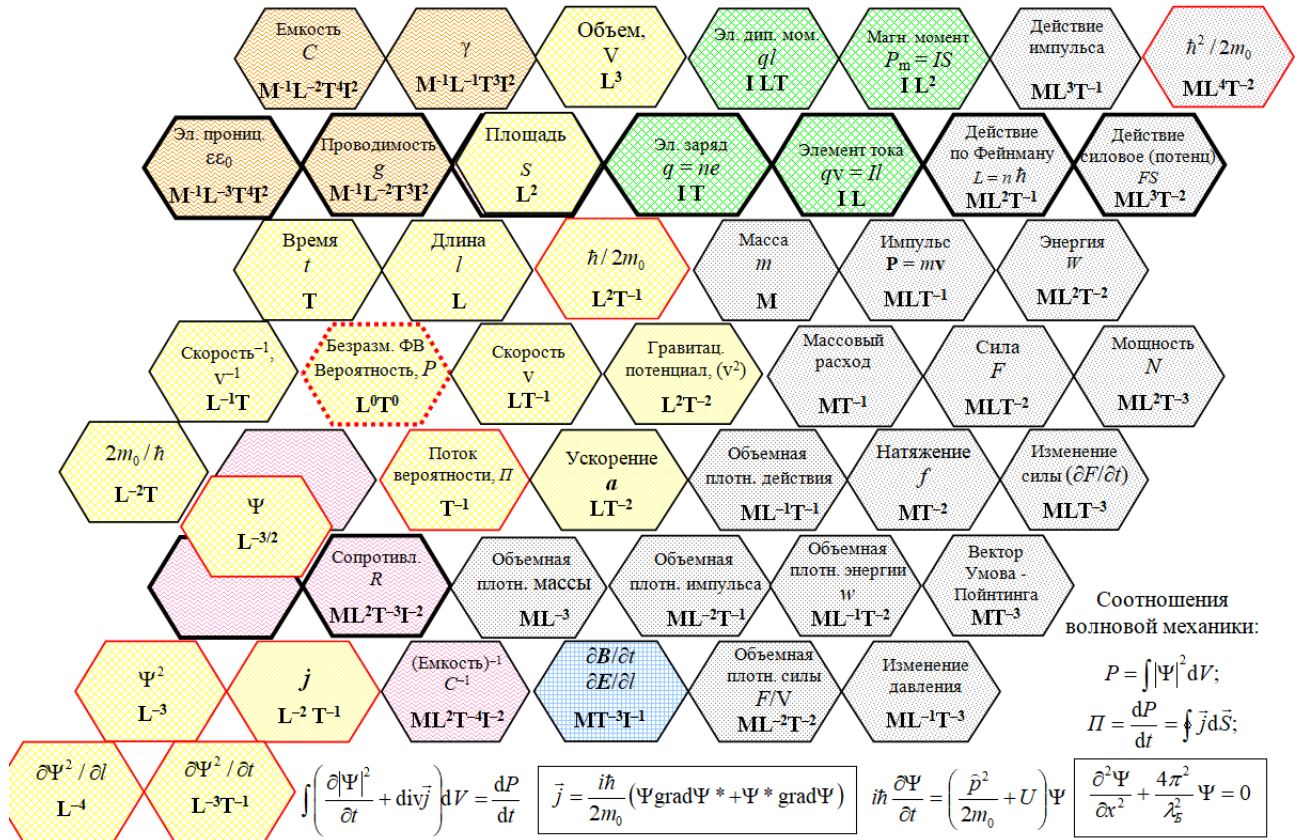 Емкость
C
M⁻¹L⁻²T⁴I²
γ
M⁻¹L⁻¹T³I²
Объем,
V
L³
Эл. дип. мом.
ql
I LT
Магн. момент
Pₘ = IS
I L²
Действие
импульса
ML³T⁻¹
ħ² / 2m₀
ML⁴T⁻²
Эл. прониц.
εε₀
M⁻¹L⁻³T⁴I²
Проводимость
g
M⁻¹L⁻²T³I²
Площадь
S
L²
Эл. заряд
q = ne
I T
Элемент тока
qv = Il
I L
Действие
по Фейнману
L = n ħ
ML²T⁻¹
Действие
силовое (потенц)
FS
ML³T⁻²
Время
t
T
Длина
l
L
ħ / 2m₀
L²T⁻¹
Масса
m
M
Импульс
P = mv
MLT⁻¹
Энергия
W
ML²T⁻²
Скорость⁻¹,
v⁻¹
L⁻¹T
Безразм. ФВ
Вероятность, P
L⁰T⁰
Скорость
v
LT⁻¹
Гравитац.
потенциал, (v²)
L²T⁻²
Массовый
расход
MT⁻¹
Сила
F
MLT⁻²
Мощность
N
ML²T⁻³
2m₀ / ħ
L⁻²T
Поток
вероятности, П
T⁻¹
Ускорение
a
LT⁻²
Объемная
плотн. действия
ML⁻¹T⁻¹
Натяжение
f
MT⁻²
Изменение
силы (∂F/∂t)
MLT⁻³
Ψ
L⁻³ᐟ²
Сопротивл.
R
ML²T⁻³I⁻²
Объемная
плотн. массы
ML⁻³
Объемная
плотн. импульса
ML⁻²T⁻¹
Объемная
плотн. энергии
w
ML⁻¹T⁻²
Вектор
Умова -
Пойнтинга
MT⁻³
Соотношения
волновой механики:
Ψ²
L⁻³
j
L⁻² T⁻¹
(Емкость)⁻¹
C⁻¹
ML²T⁻⁴I⁻²
∂B/∂t
∂E/∂l
MT⁻³I⁻¹
Объемная
плотн. силы
F/V
ML⁻²T⁻²
Изменение
давления
ML⁻¹T⁻³
P = ∫|Ψ|²dV;
П = dP/dt = ∮ j⃗dS⃗;
∂Ψ² / ∂l
L⁻⁴
∂Ψ² / ∂t
L⁻³T⁻¹
∫(∂|Ψ|²/∂t + divj⃗)dV = dP/dt
j⃗ = iħ/2m₀ (ΨgradΨ * +Ψ * gradΨ)
iħ ∂Ψ/∂t = (p̂²/2m₀ + U)Ψ
∂²Ψ/∂x² + 4π²/λ²_Б Ψ = 0